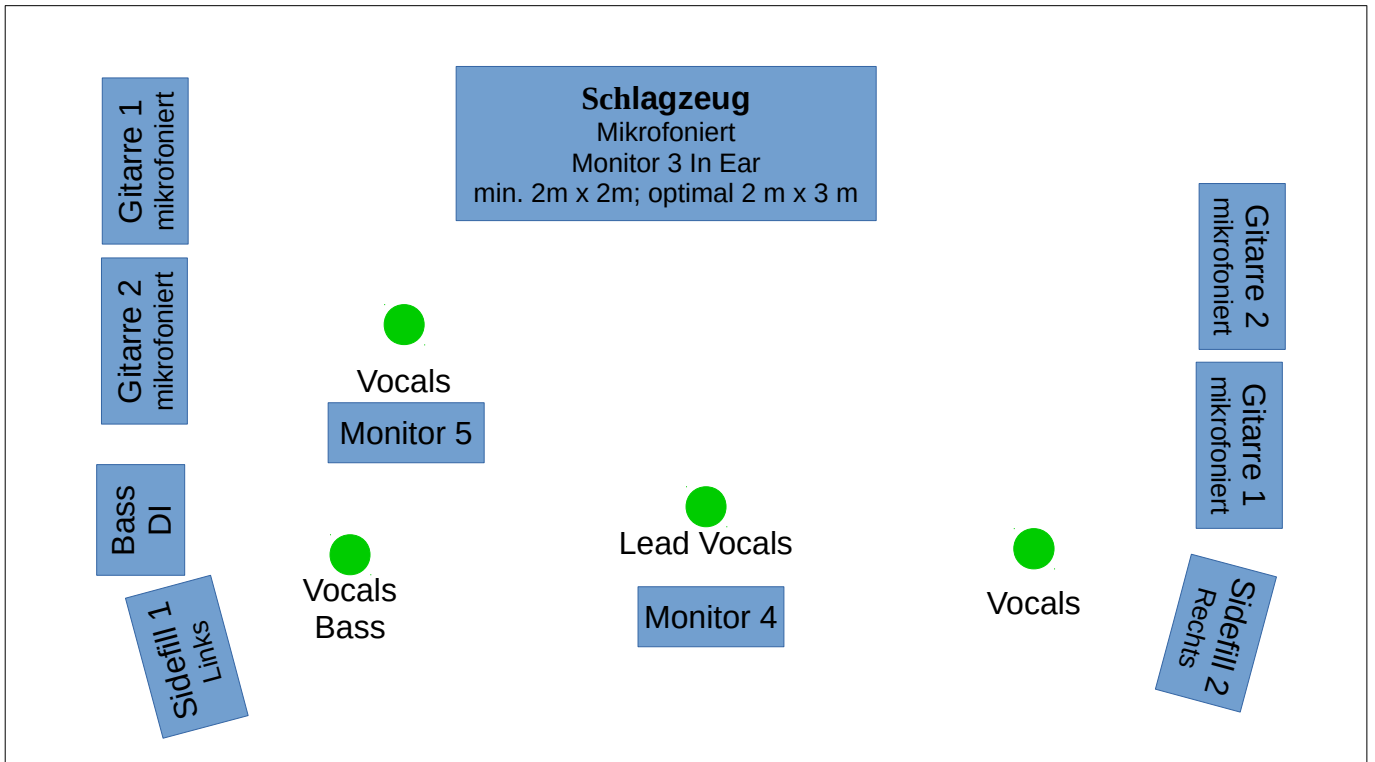 Schlagzeug
Mikrofoniert
Monitor 3 In Ear
min. 2m x 2m; optimal 2 m x 3 m
Gitarre 1
mikrofoniert
Gitarre 2
mikrofoniert
Gitarre 2
mikrofoniert
Gitarre 1
mikrofoniert
Vocals
Monitor 5
Bass
DI
Lead Vocals
Monitor 4
Vocals
Bass
Vocals
Sidefill 1
Links
Sidefill 2
Rechts